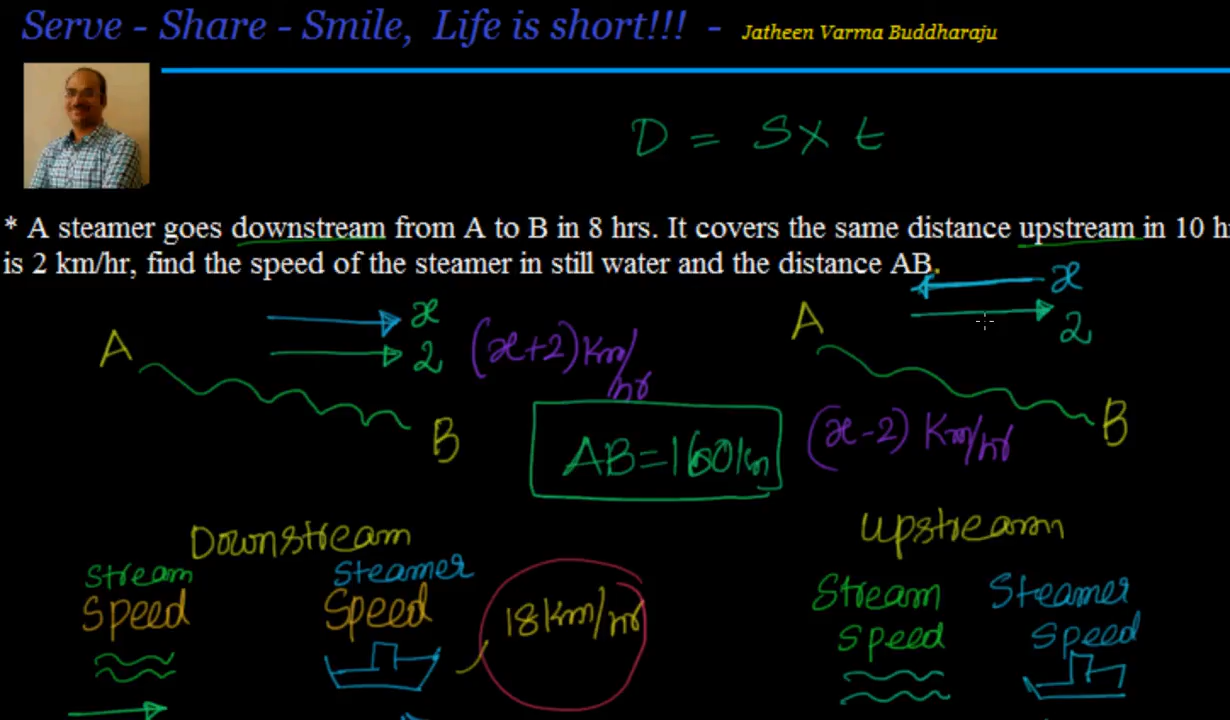 Serve - Share - Smile, Life is short!!! - Jatheen Varma Buddharaju
D = S X t
* A steamer goes downstream from A to B in 8 hrs. It covers the same distance upstream in 10 h
is 2 km/hr, find the speed of the steamer in still water and the distance AB.
x
x
2
(x+2) Km/hr
A
2
A
B
AB=160km
(x-2) Km/hr
B
Downstream
Upstream
Stream Speed
Steamer Speed
18 Km/hr
Stream Speed
Steamer Speed